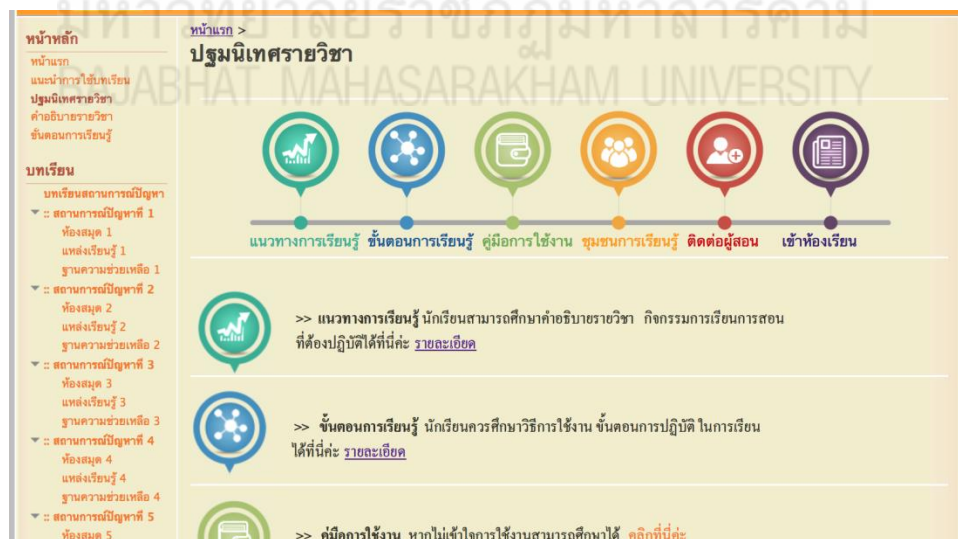 มหาวิทยาลัยราชภัฏมหาสารคาม
RAJABHAT MAHASARAKHAM UNIVERSITY
หน้าหลัก
หน้าแรก
แนะนำการใช้บทเรียน
ปฐมนิเทศรายวิชา
คำอธิบายรายวิชา
ขั้นตอนการเรียนรู้
บทเรียน
บทเรียนสถานการณ์ปัญหา
:: สถานการณ์ปัญหาที่ 1
ห้องสมุด 1
แหล่งเรียนรู้ 1
ฐานความช่วยเหลือ 1
:: สถานการณ์ปัญหาที่ 2
ห้องสมุด 2
แหล่งเรียนรู้ 2
ฐานความช่วยเหลือ 2
:: สถานการณ์ปัญหาที่ 3
ห้องสมุด 3
แหล่งเรียนรู้ 3
ฐานความช่วยเหลือ 3
:: สถานการณ์ปัญหาที่ 4
ห้องสมุด 4
แหล่งเรียนรู้ 4
ฐานความช่วยเหลือ 4
:: สถานการณ์ปัญหาที่ 5
ห้องสมุด 5
หน้าแรก >
ปฐมนิเทศรายวิชา
แนวทางการเรียนรู้ ขั้นตอนการเรียนรู้ คู่มือการใช้งาน ชุมชนการเรียนรู้ ติดต่อผู้สอน เข้าห้องเรียน
>> แนวทางการเรียนรู้ นักเรียนสามารถศึกษาคำอธิบายรายวิชา กิจกรรมการเรียนการสอน
ที่ต้องปฏิบัติได้ที่นี่ค่ะ รายละเอียด
>> ขั้นตอนการเรียนรู้ นักเรียนควรศึกษาวิธีการใช้งาน ขั้นตอนการปฏิบัติ ในการเรียน
ได้ที่นี่ค่ะ รายละเอียด
>> คู่มือการใช้งาน หากไม่เข้าใจการใช้งานสามารถศึกษาได้ คลิกที่นี่ค่ะ